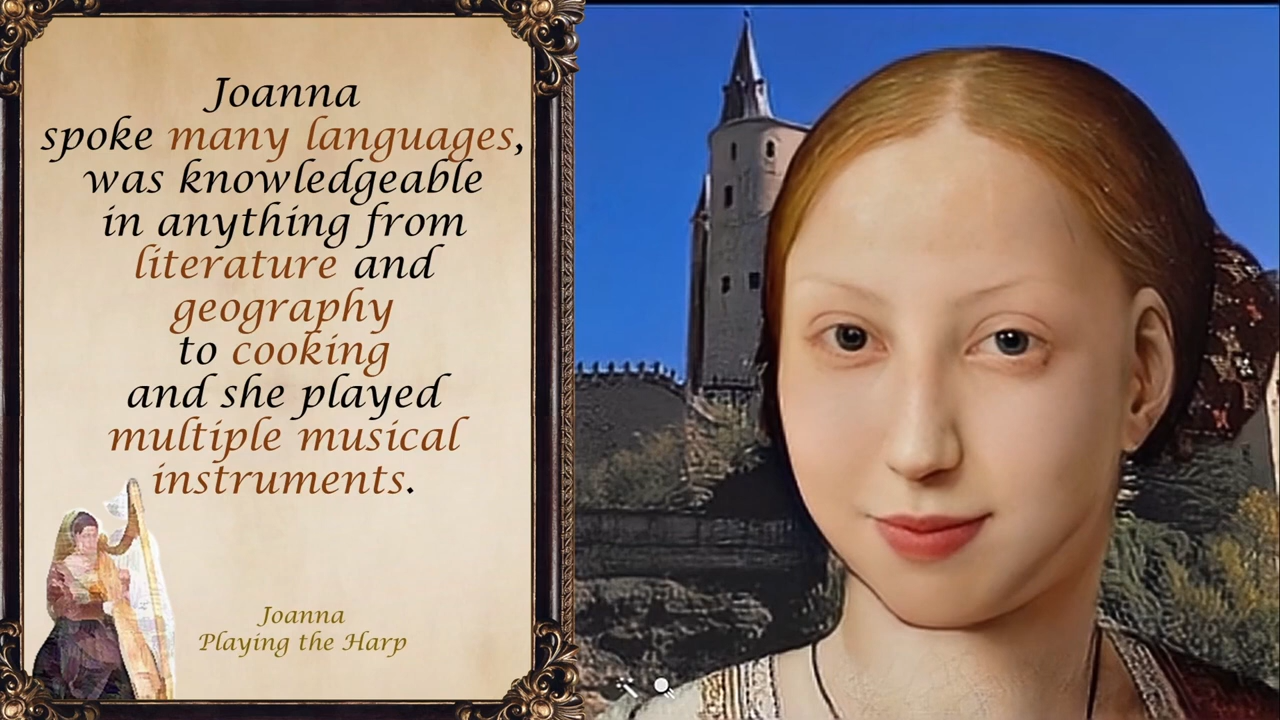 Joanna
spoke many languages,
was knowledgeable
in anything from
literature and
geography
to cooking
and she played
multiple musical
instruments.
Joanna
Playing the Harp